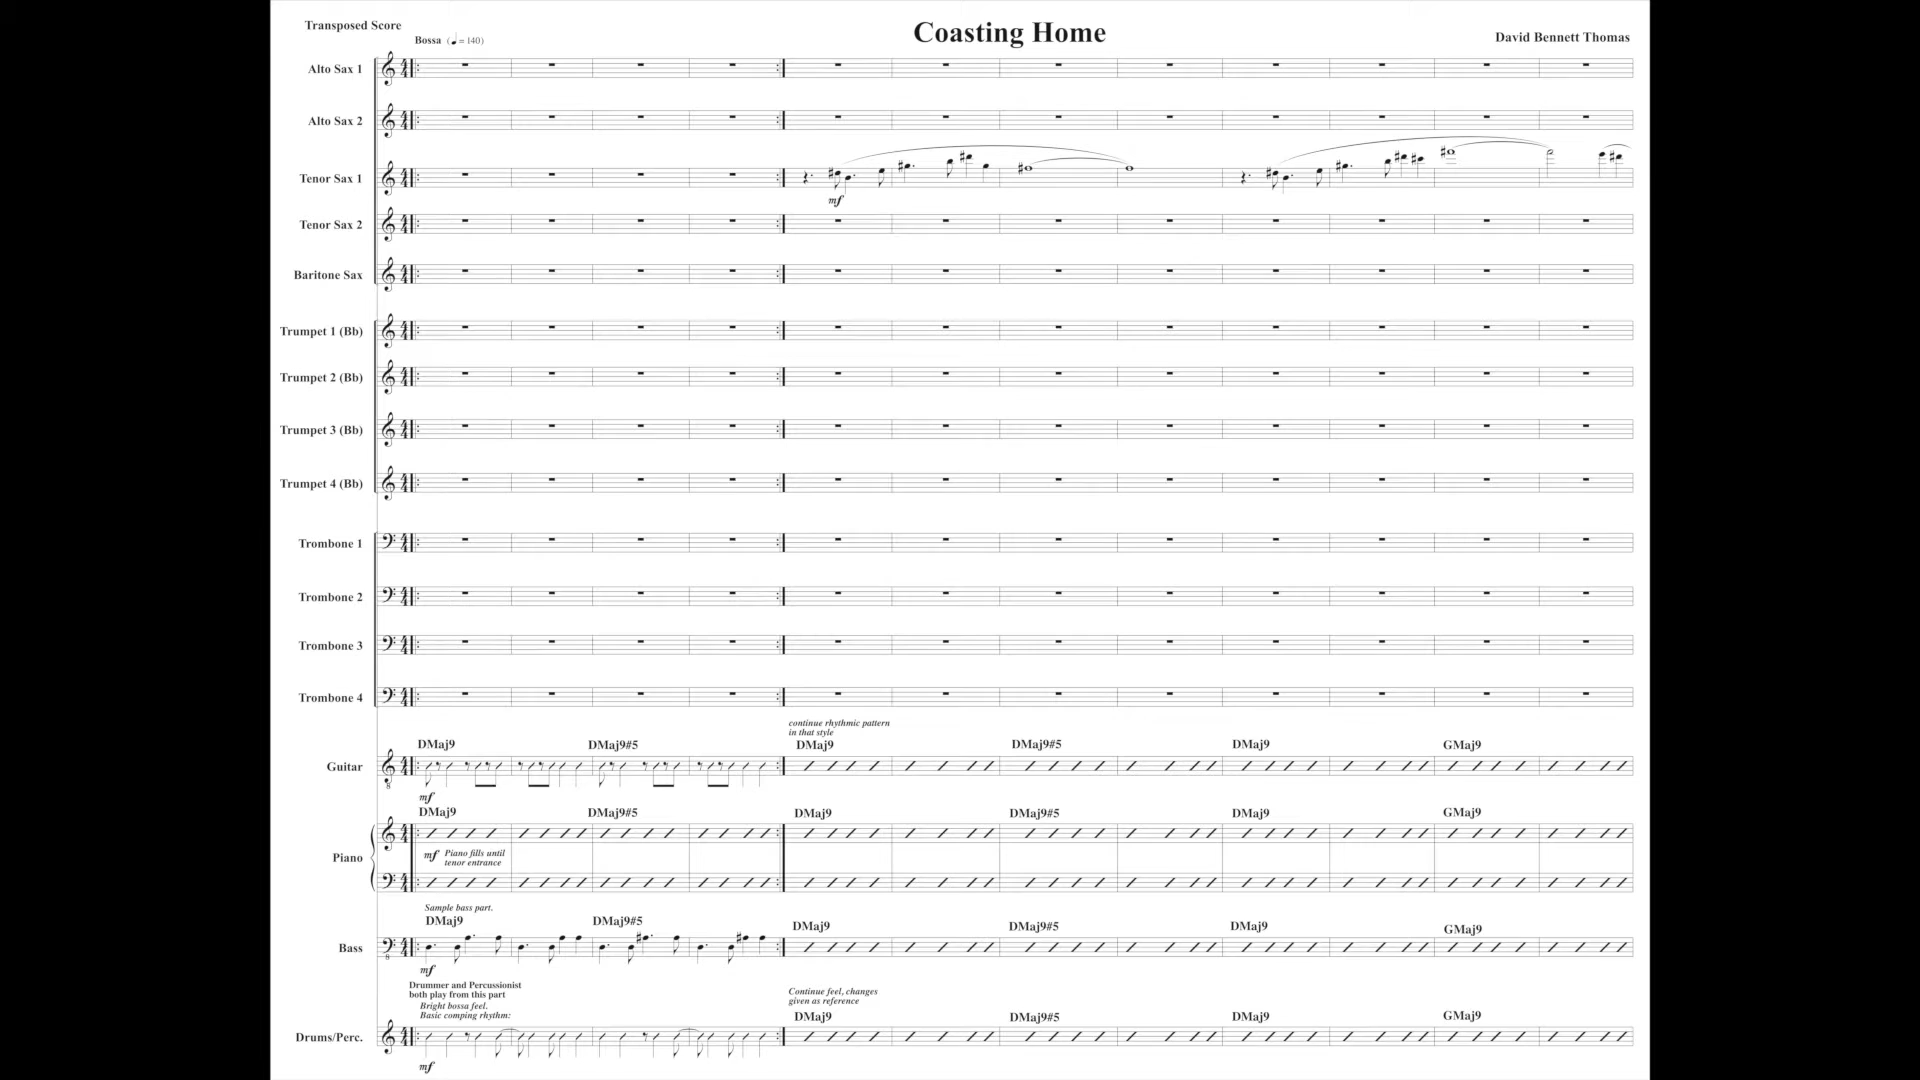 Transposed Score
Coasting Home
Bossa (♩= 140)
David Bennett Thomas
Alto Sax 1
Alto Sax 2
Tenor Sax 1
mf
Tenor Sax 2
Baritone Sax
Trumpet 1 (Bb)
Trumpet 2 (Bb)
Trumpet 3 (Bb)
Trumpet 4 (Bb)
Trombone 1
Trombone 2
Trombone 3
Trombone 4
continue rhythmic pattern
in that style
DMaj9 DMaj9#5 DMaj9 DMaj9#5 DMaj9 GMaj9
Guitar
mf
DMaj9 DMaj9#5 DMaj9 DMaj9#5 DMaj9 GMaj9
mf Piano fills until
tenor entrance
Piano
Sample bass part.
DMaj9 DMaj9#5 DMaj9 DMaj9#5 DMaj9 GMaj9
Bass
mf
Drummer and Percussionist
both play from this part
Bright bossa feel.
Basic comping rhythm:
Continue feel, changes
given as reference
DMaj9 DMaj9#5 DMaj9 GMaj9
Drums/Perc.
mf